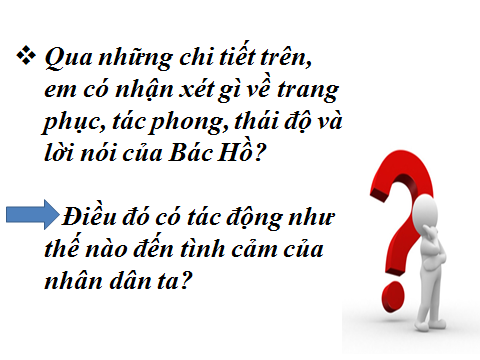 ❖ Qua những chi tiết trên,
em có nhận xét gì về trang
phục, tác phong, thái độ và
lời nói của Bác Hồ?
Điều đó có tác động như
thế nào đến tình cảm của
nhân dân ta?